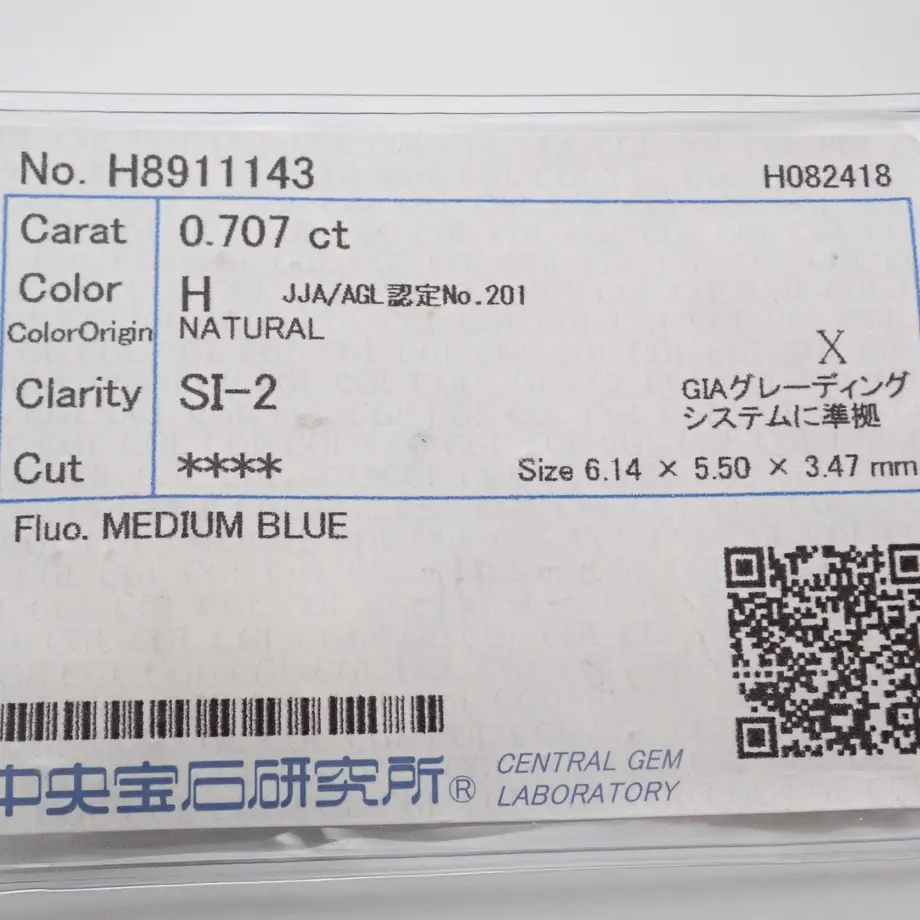 No. H8911143 H082418
Carat 0.707 ct
Color H JJA/AGL認定No.201
ColorOrigin NATURAL
X
Clarity SI-2 GIAグレーディング
システムに準拠
Cut **** Size 6.14 × 5.50 × 3.47 mm
Fluo. MEDIUM BLUE
中央宝石研究所® CENTRAL GEM
LABORATORY